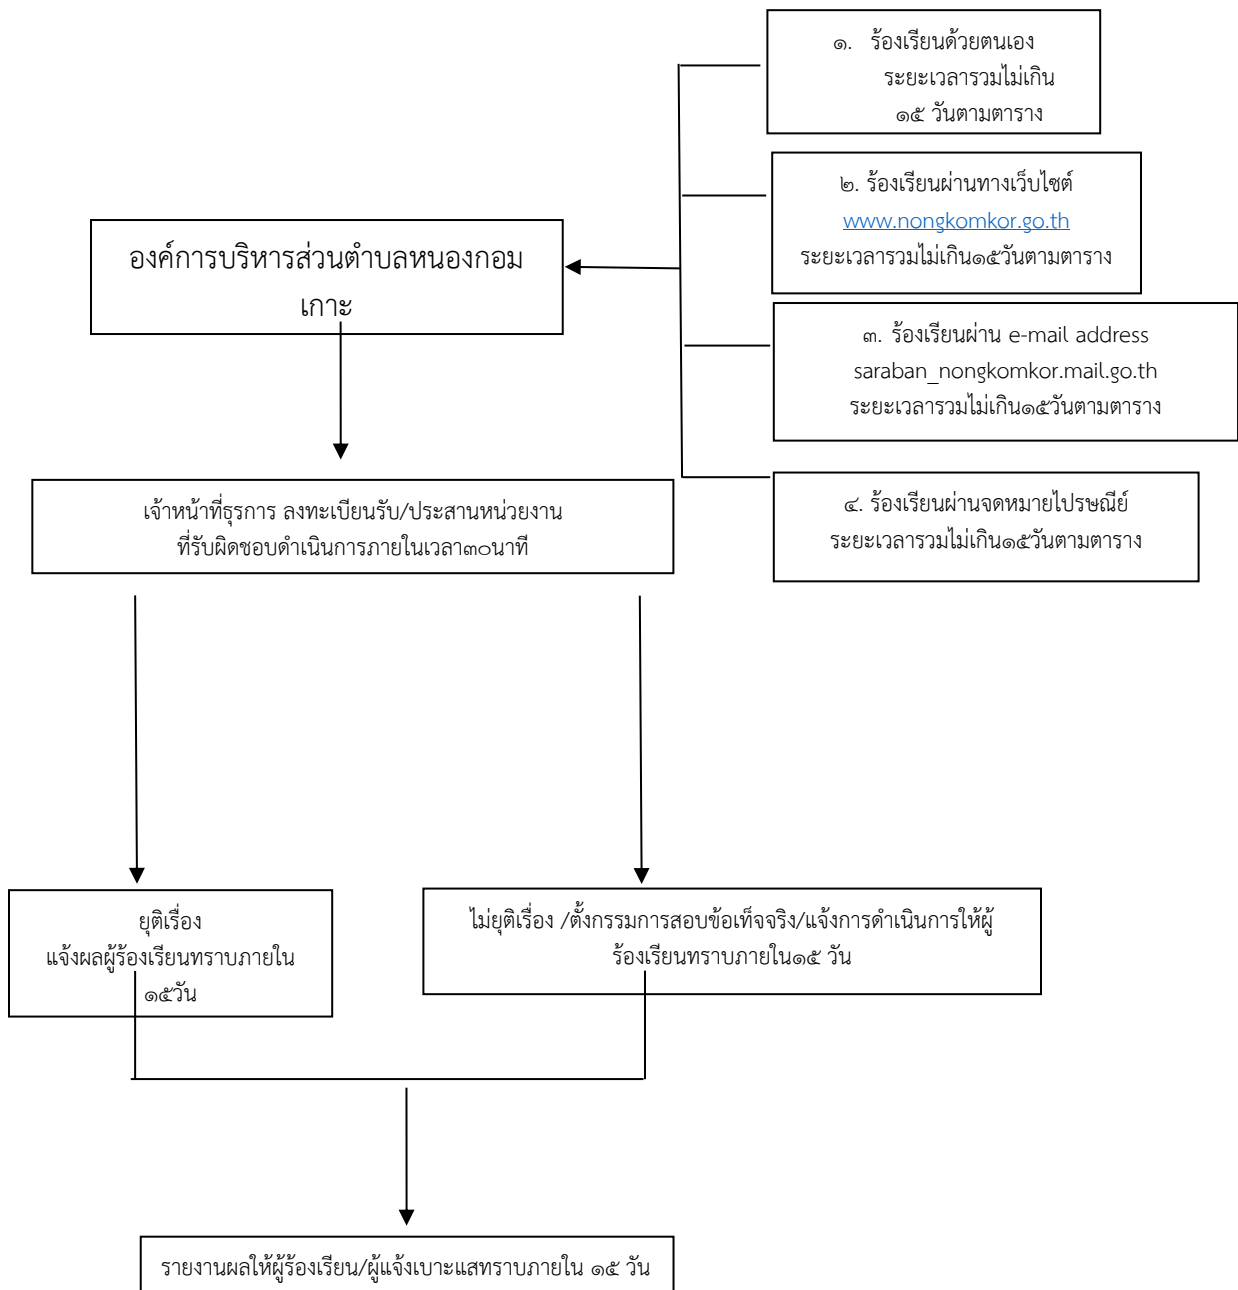 ๑. ร้องเรียนด้วยตนเอง
ระยะเวลารวมไม่เกิน
๑๕ วันตามตาราง
๒. ร้องเรียนผ่านทางเว็บไซต์
www.nongkomkor.go.th
ระยะเวลารวมไม่เกิน๑๕วันตามตาราง
องค์การบริหารส่วนตำบลหนองกอม
เกาะ
๓. ร้องเรียนผ่าน e-mail address
saraban_nongkomkor.mail.go.th
ระยะเวลารวมไม่เกิน๑๕วันตามตาราง
๔. ร้องเรียนผ่านจดหมายไปรษณีย์
ระยะเวลารวมไม่เกิน๑๕วันตามตาราง
เจ้าหน้าที่ธุรการ ลงทะเบียนรับ/ประสานหน่วยงาน
ที่รับผิดชอบดำเนินการภายในเวลา๓๐นาที
ยุติเรื่อง
แจ้งผลผู้ร้องเรียนทราบภายใน
๑๕วัน
ไม่ยุติเรื่อง /ตั้งกรรมการสอบข้อเท็จจริง/แจ้งการดำเนินการให้ผู้
ร้องเรียนทราบภายใน๑๕ วัน
รายงานผลให้ผู้ร้องเรียน/ผู้แจ้งเบาะแสทราบภายใน ๑๕ วัน